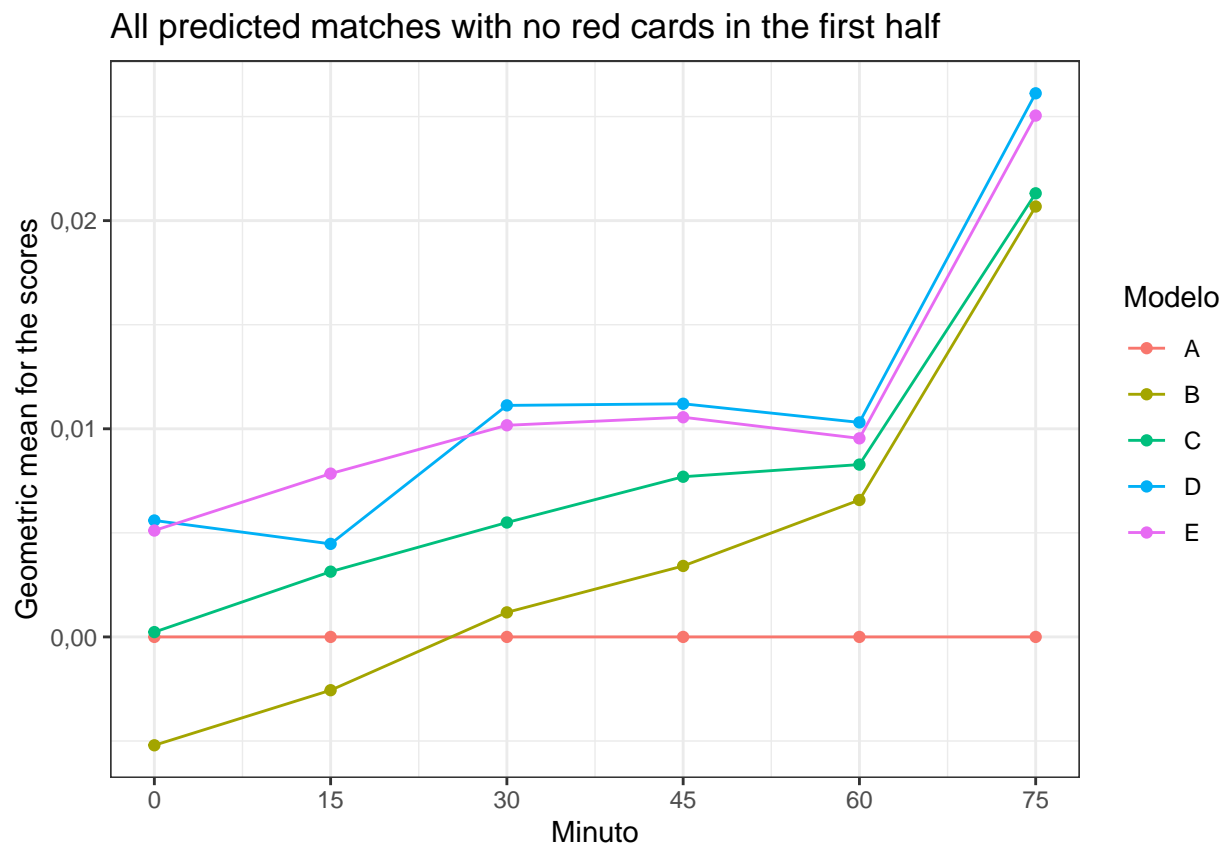 All predicted matches with no red cards in the first half
Geometric mean for the scores
0,02
0,01
0,00
0
15
30
45
60
75
Minuto
Modelo
A
B
C
D
E